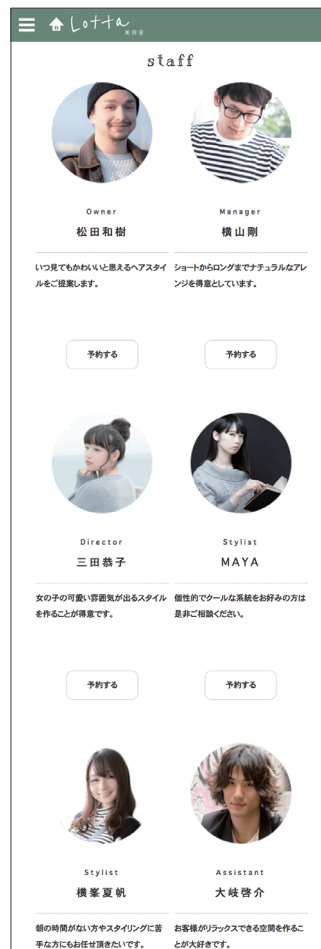 Lotta
美容室
staff
Owner
松田和樹
いつ見てもかわいいと思えるヘアスタイ
ルをご提案します。
予約する
Manager
横山剛
ショートからロングまでナチュラルなアレ
ンジを得意としています。
予約する
Director
三田恭子
女の子の可愛い雰囲気が出るスタイル
を作ることが得意です。
予約する
Stylist
MAYA
個性的でクールな系統をお好みの方は
是非ご相談ください。
予約する
Stylist
横峯夏帆
朝の時間がない方やスタイリングに苦
手な方にもお任せ頂きたいです。
Assistant
大岐啓介
お客様がリラックスできる空間を作るこ
とが大好きです。